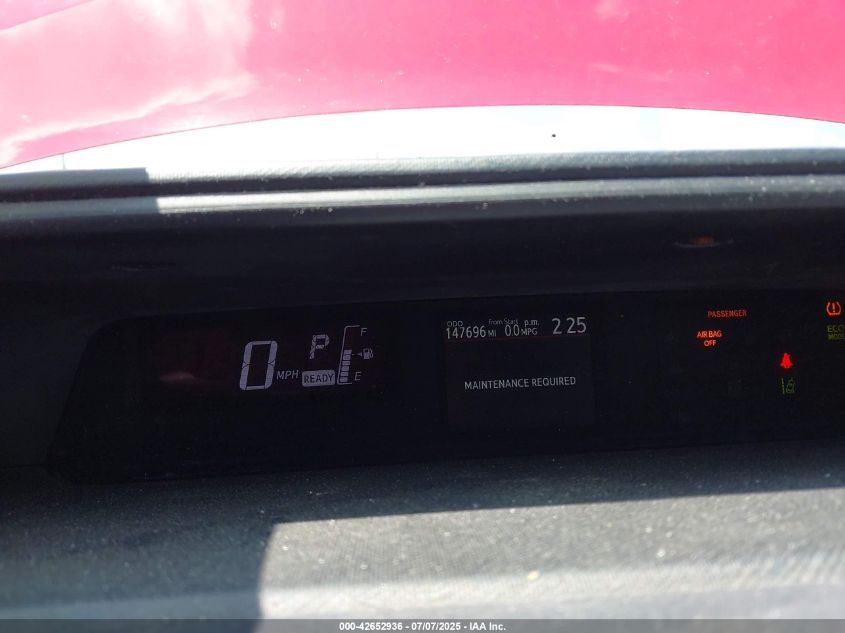 0 MPH
P
READY
F
E
ODO From Start p.m. 2 25
147696 MI 0.0 MPG
MAINTENANCE REQUIRED
PASSENGER
AIR BAG
OFF
ECO
MODE
000-42652936 - 07/07/2025 - IAA Inc.